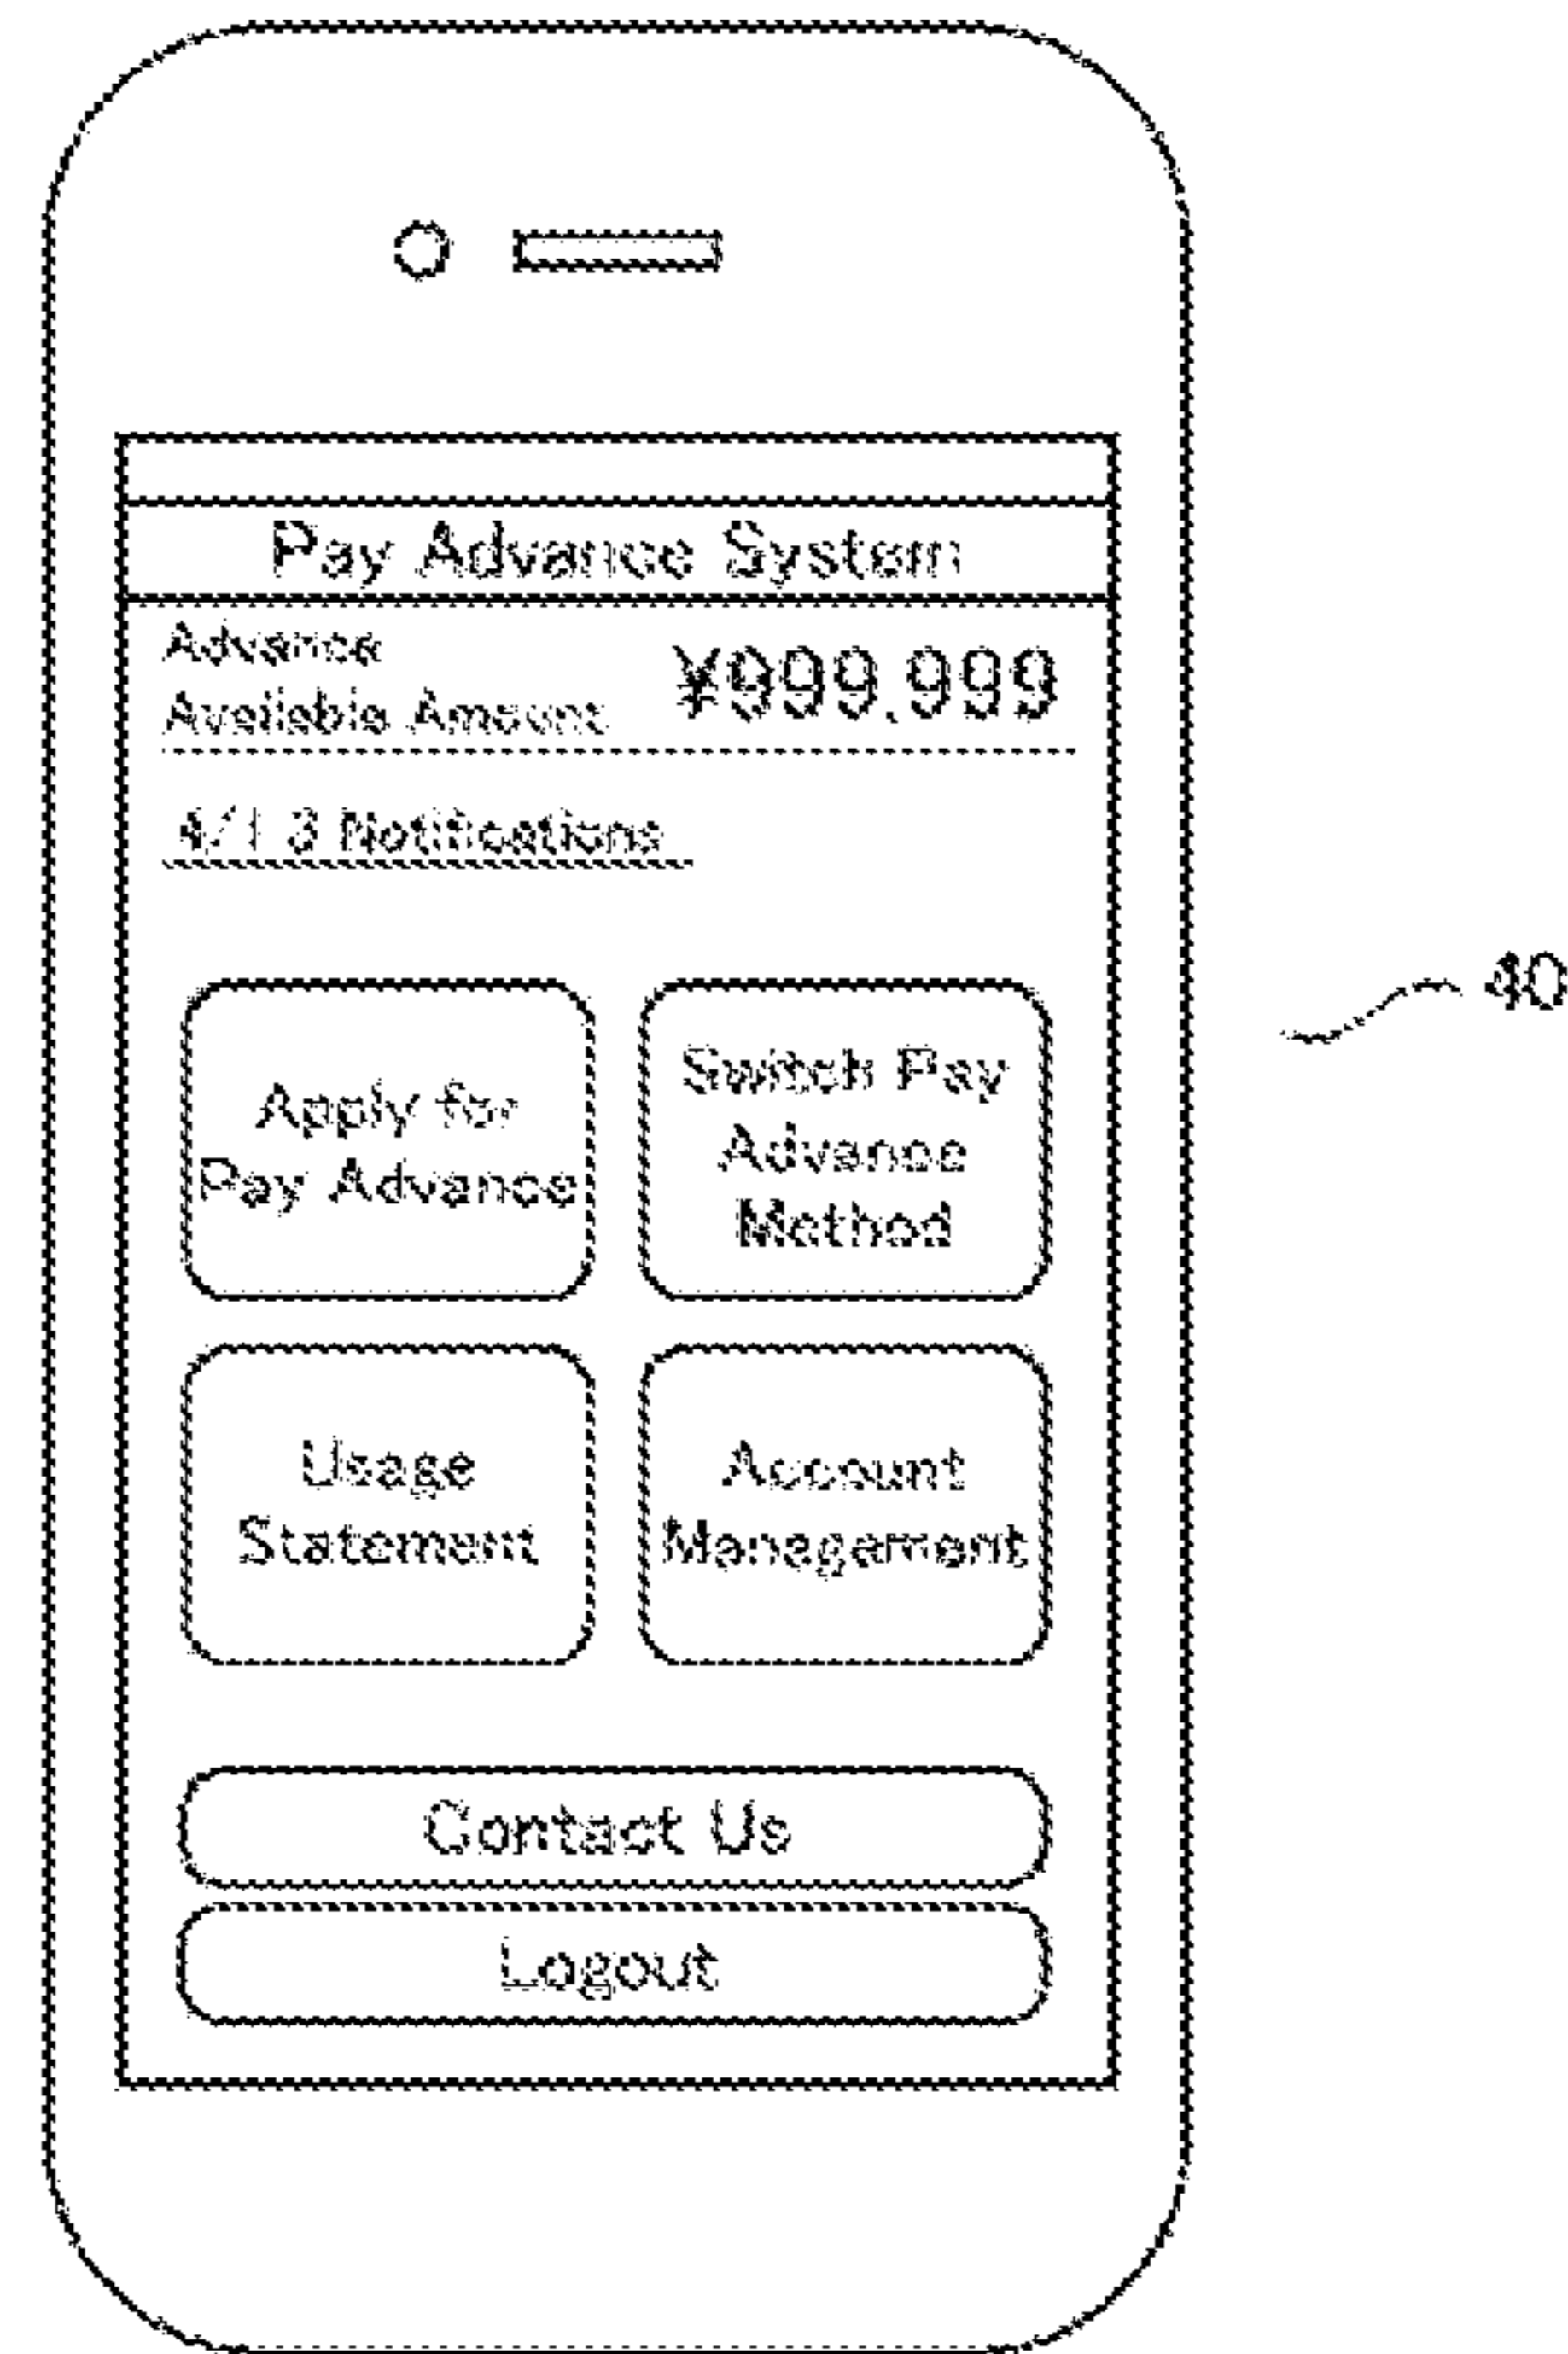 Pay Advance System
Advance
Available Amount ¥999.999
4/1 3 Notifications
40
Apply for
Pay Advance
Switch Pay
Advance
Method
Usage
Statement
Account
Management
Contact Us
Logout